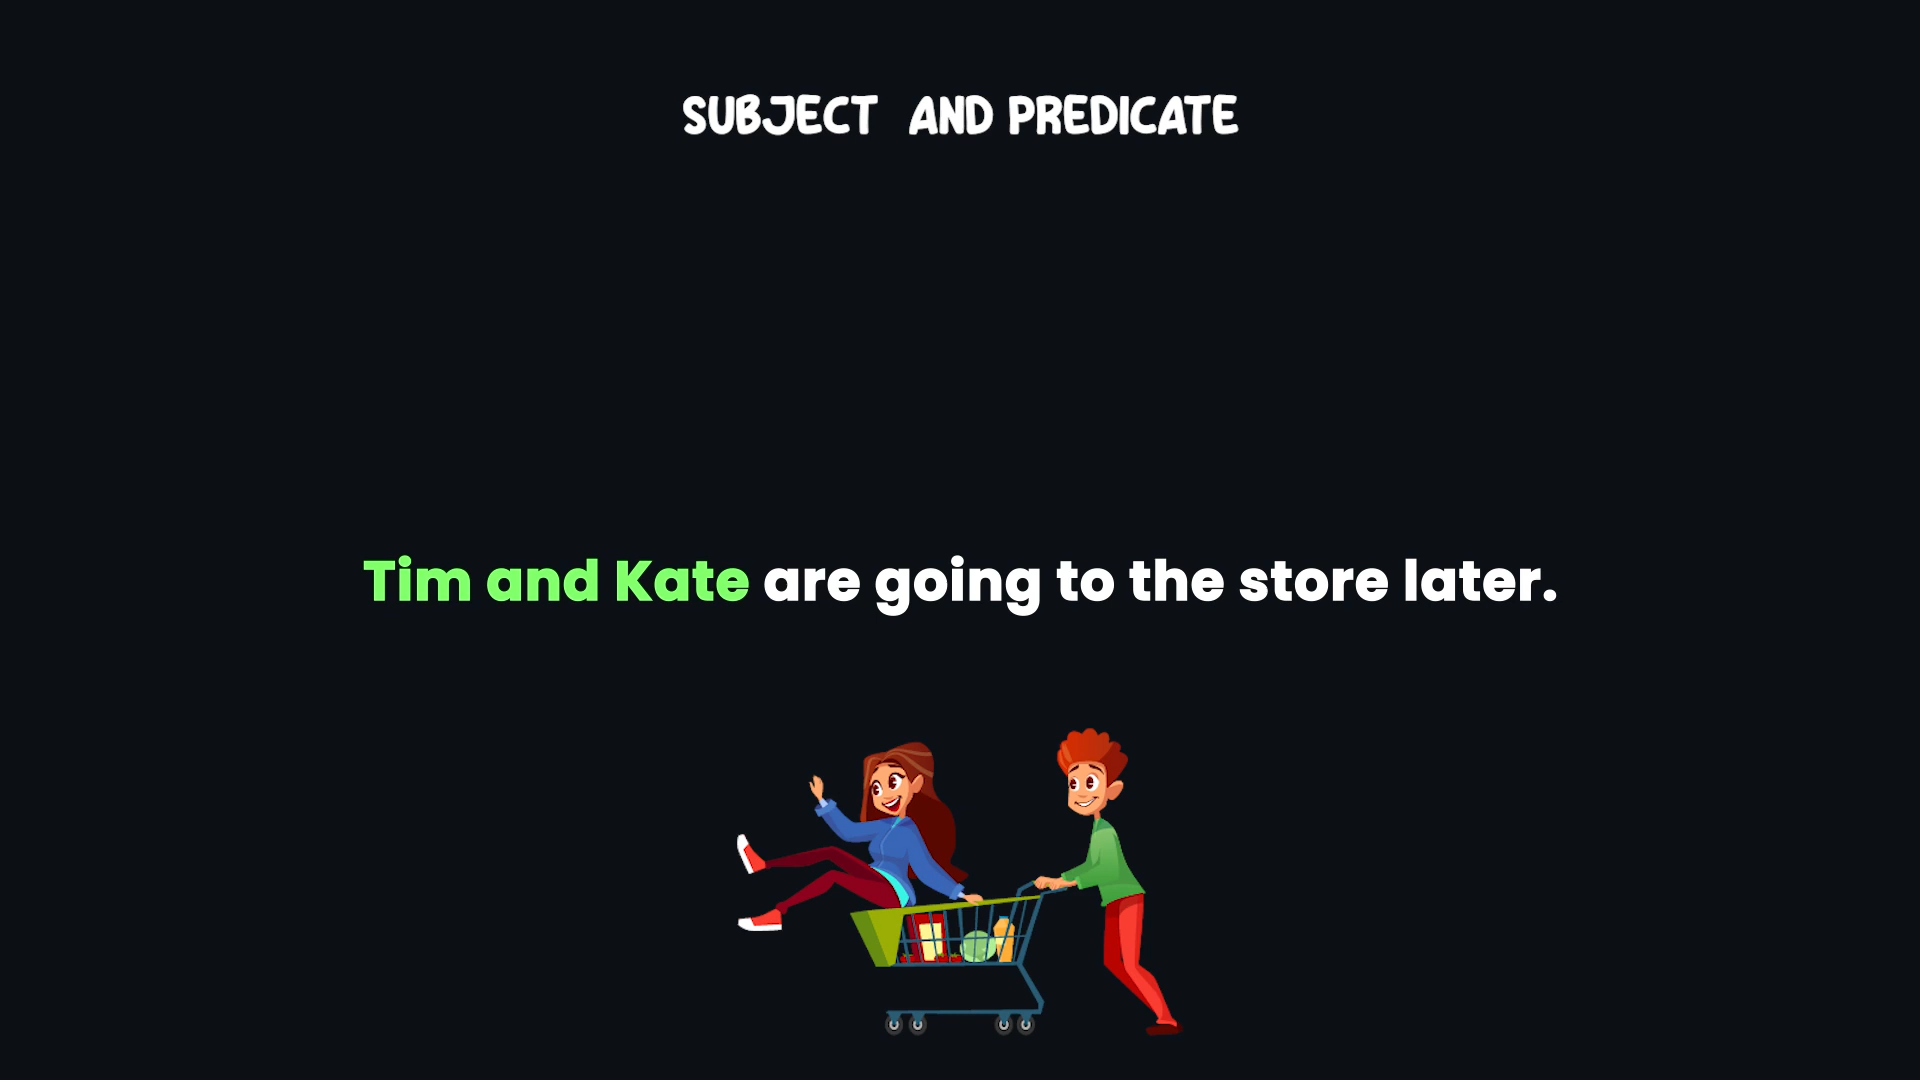 SUBJECT AND PREDICATE
Tim and Kate are going to the store later.